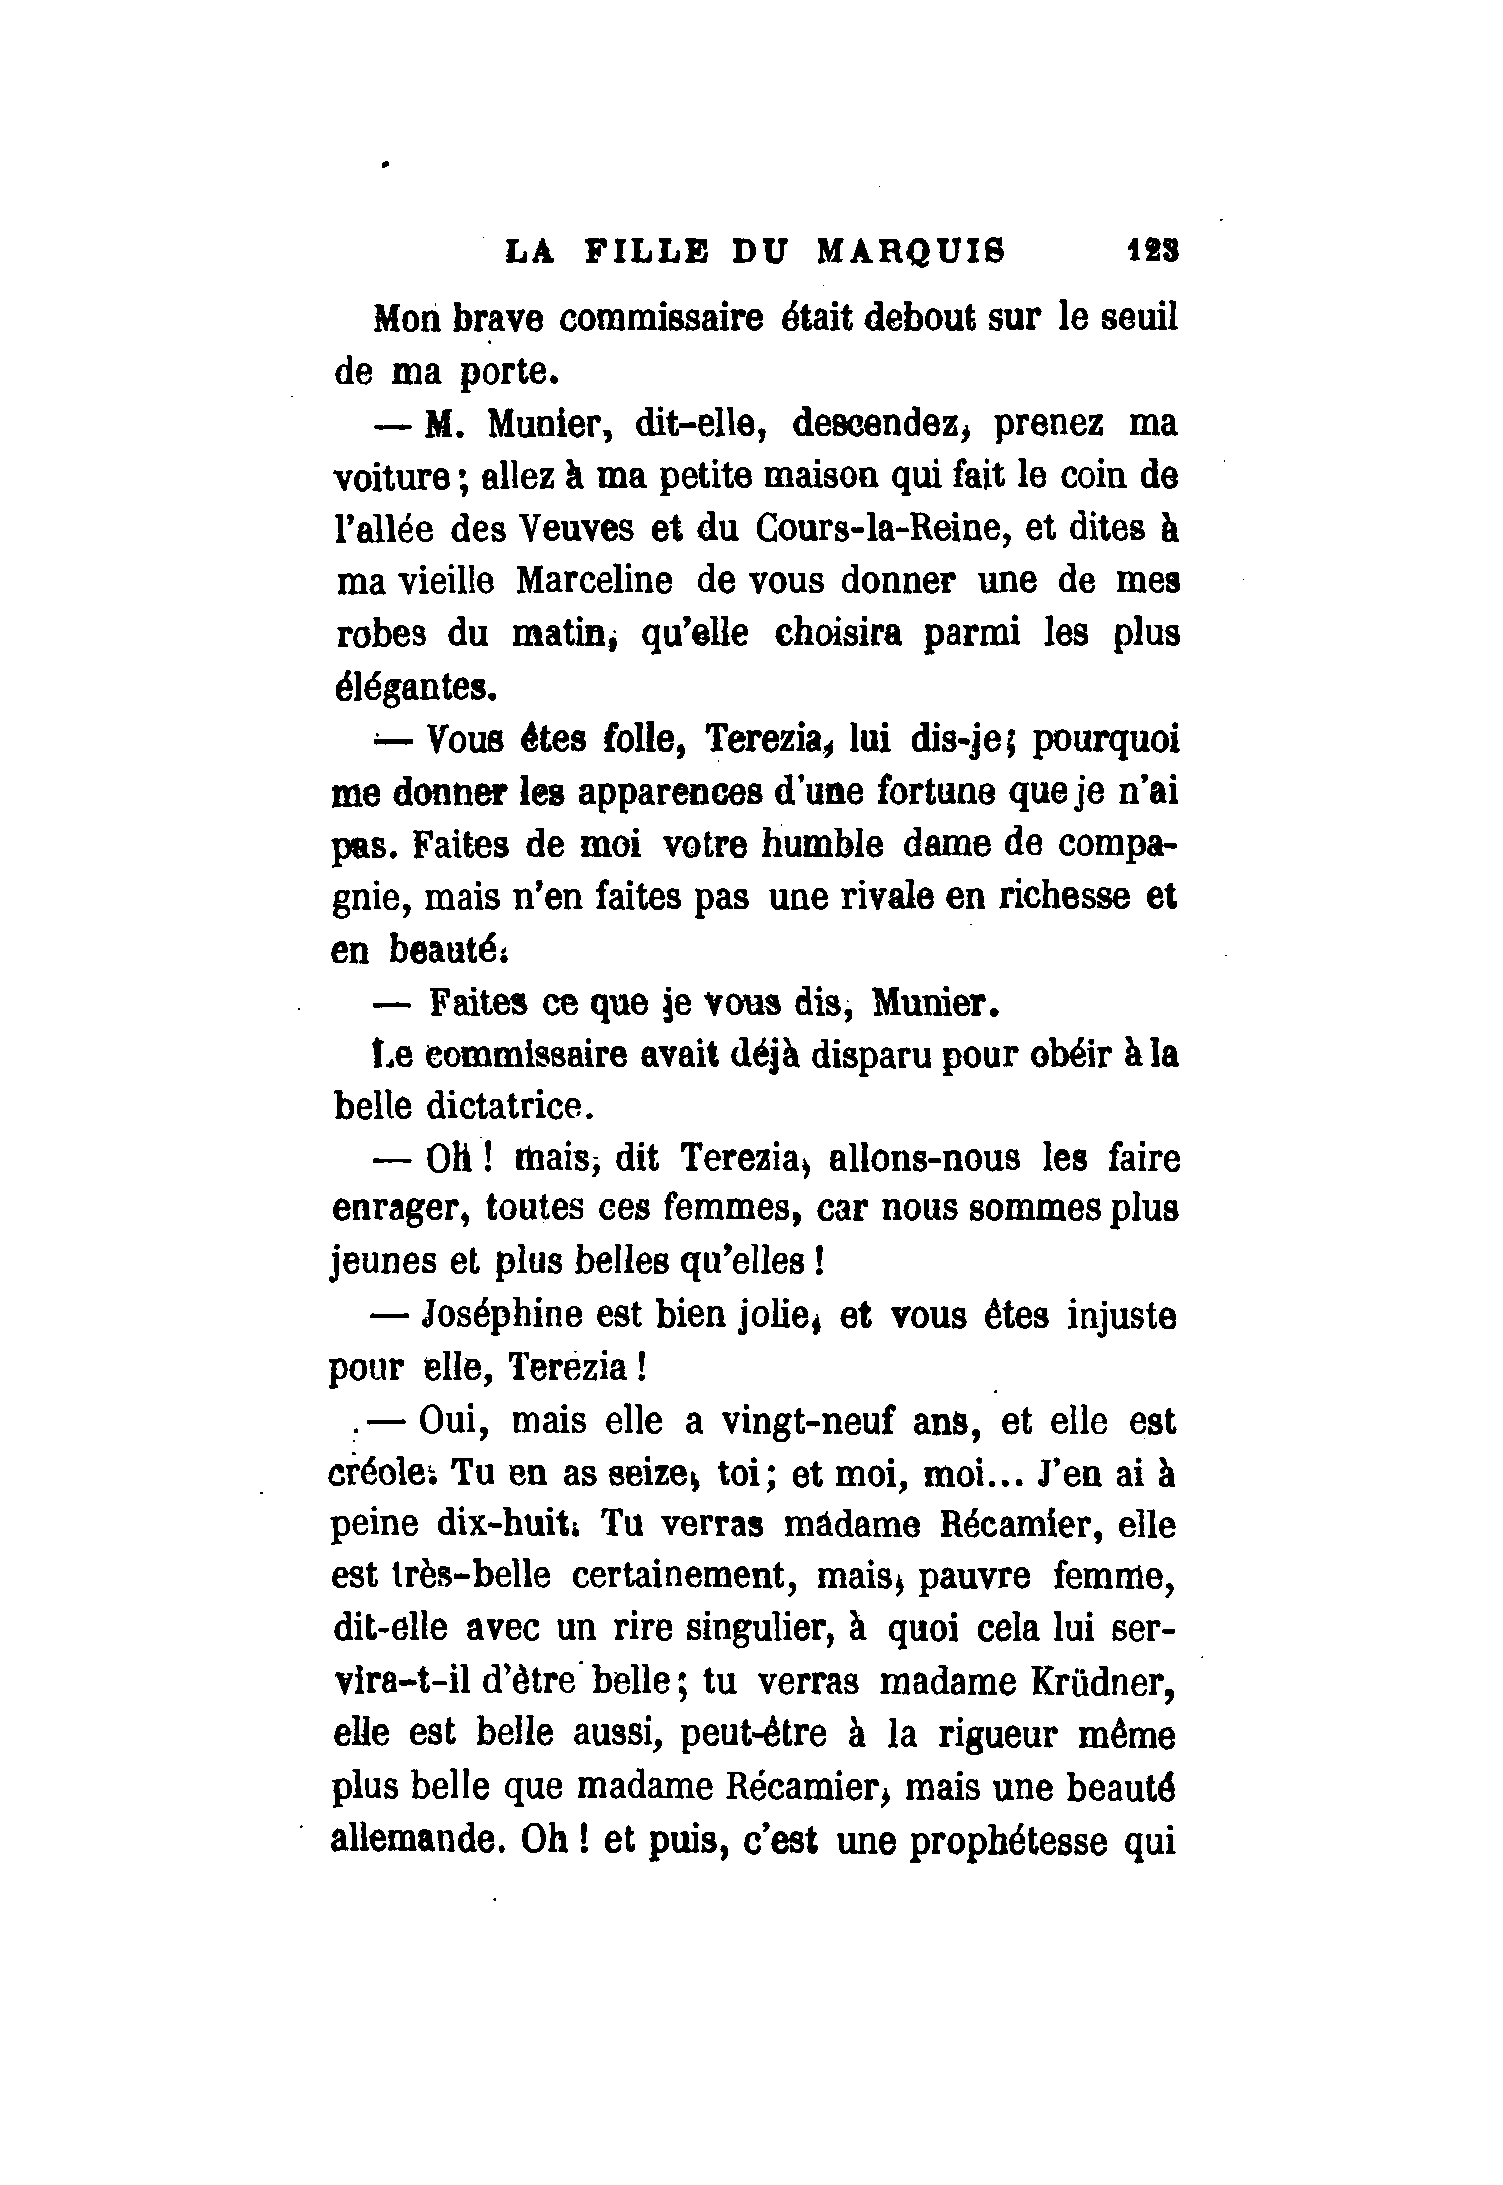 LA FILLE DU MARQUIS 123
Mon brave commissaire était debout sur le seuil
de ma porte.
— M. Munier, dit-elle, descendez, prenez ma
voiture ; allez à ma petite maison qui fait le coin de
l'allée des Veuves et du Cours-la-Reine, et dites à
ma vieille Marceline de vous donner une de mes
robes du matin, qu'elle choisira parmi les plus
élégantes.
— Vous êtes folle, Terezia, lui dis-je ; pourquoi
me donner les apparences d'une fortune que je n'ai
pas. Faites de moi votre humble dame de compa-
gnie, mais n'en faites pas une rivale en richesse et
en beauté.
— Faites ce que je vous dis, Munier.
Le commissaire avait déjà disparu pour obéir à la
belle dictatrice.
— Oh ! mais, dit Terezia, allons-nous les faire
enrager, toutes ces femmes, car nous sommes plus
jeunes et plus belles qu'elles !
— Joséphine est bien jolie, et vous êtes injuste
pour elle, Terezia !
— Oui, mais elle a vingt-neuf ans, et elle est
créole. Tu en as seize, toi ; et moi, moi... J'en ai à
peine dix-huit. Tu verras madame Récamier, elle
est très-belle certainement, mais, pauvre femme,
dit-elle avec un rire singulier, à quoi cela lui ser-
vira-t-il d'être belle ; tu verras madame Krüdner,
elle est belle aussi, peut-être à la rigueur même
plus belle que madame Récamier, mais une beauté
allemande. Oh ! et puis, c'est une prophétesse qui